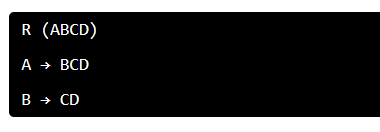 R (ABCD)
A → BCD
B → CD